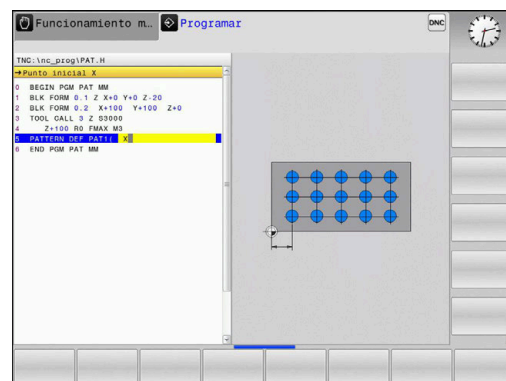 Funcionamiento m...
Programar
DNC
TNC:\nc_prog\PAT.H
→Punto inicial X
0 BEGIN PGM PAT MM
1 BLK FORM 0.1 Z X+0 Y+0 Z-20
2 BLK FORM 0.2 X+100 Y+100 Z+0
3 TOOL CALL 3 Z S3000
4 Z+100 R0 FMAX M3
5 PATTERN DEF PAT1( X
6 END PGM PAT MM